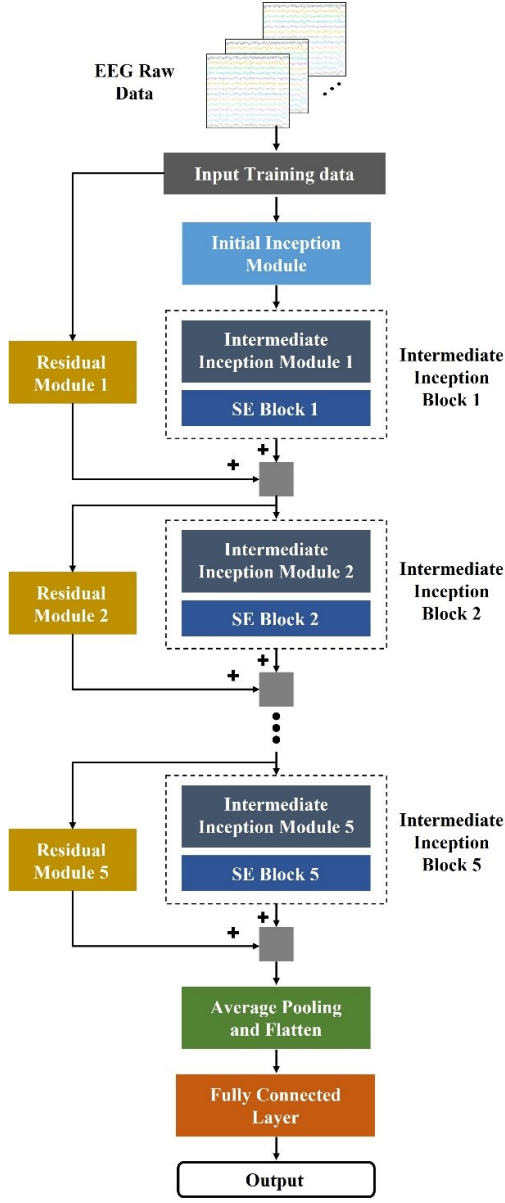 EEG Raw
Data
Input Training data
Initial Inception
Module
Intermediate
Inception Module 1
SE Block 1
Intermediate
Inception
Block 1
Residual
Module 1
+
+
Intermediate
Inception Module 2
SE Block 2
Intermediate
Inception
Block 2
Residual
Module 2
+
+
Intermediate
Inception Module 5
SE Block 5
Intermediate
Inception
Block 5
Residual
Module 5
+
+
Average Pooling
and Flatten
Fully Connected
Layer
Output